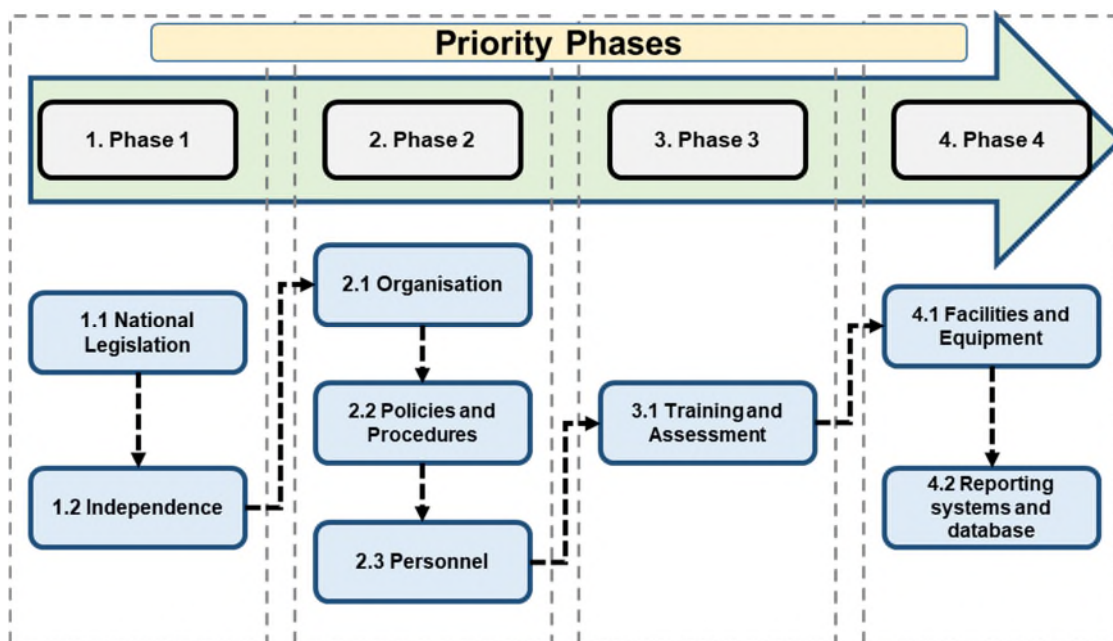 Priority Phases
1. Phase 1
2. Phase 2
3. Phase 3
4. Phase 4
1.1 National
Legislation
1.2 Independence
2.1 Organisation
2.2 Policies and
Procedures
2.3 Personnel
3.1 Training and
Assessment
4.1 Facilities and
Equipment
4.2 Reporting
systems and
database